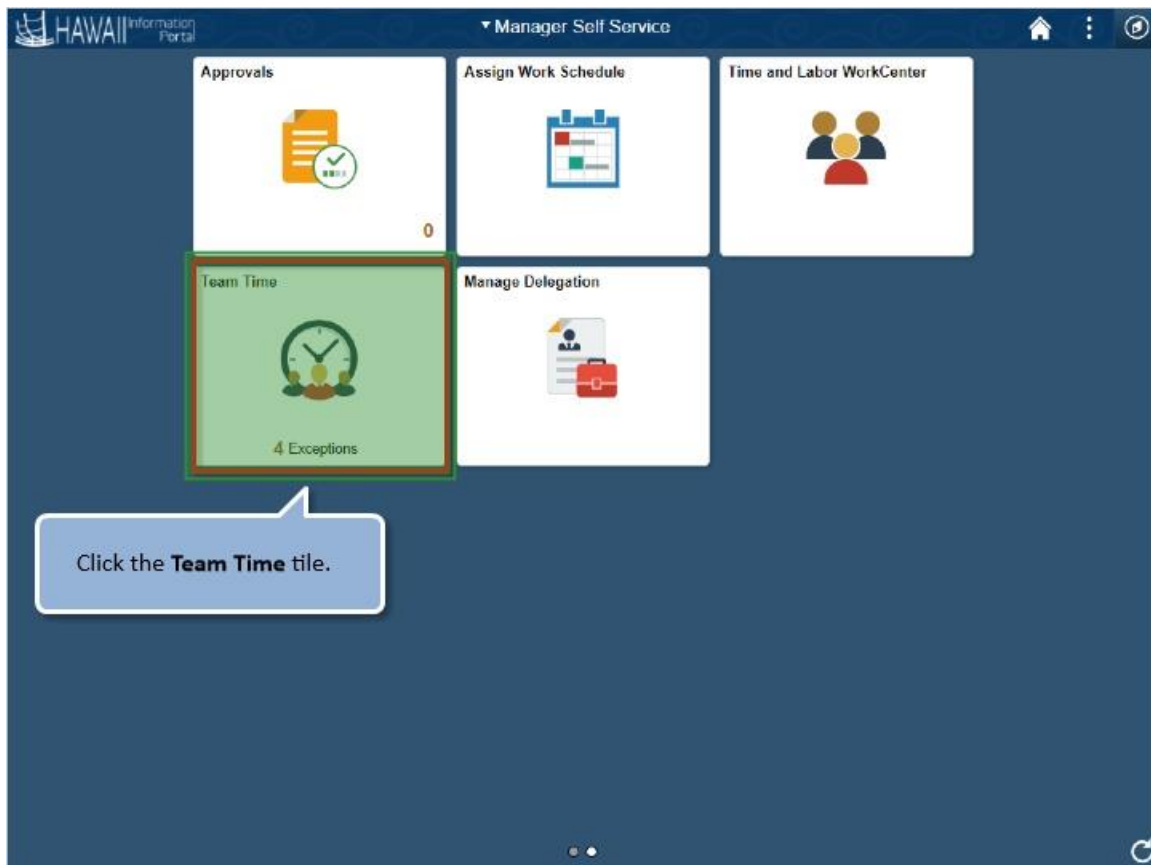 HAWAII Information
Portal
Manager Self Service
Approvals
Assign Work Schedule
Time and Labor WorkCenter
0
Team Time
Manage Delegation
4 Exceptions
Click the Team Time tile.